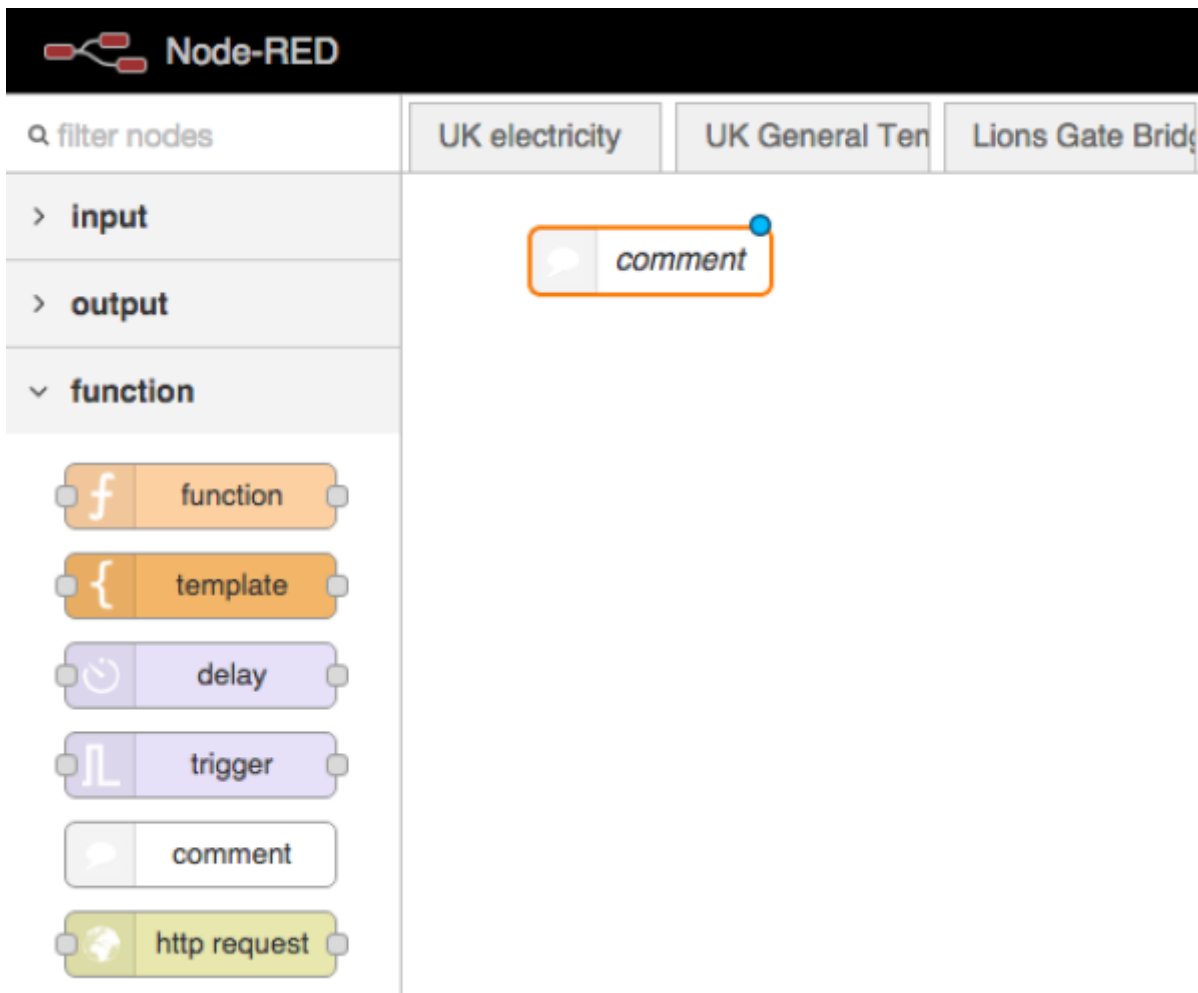 Node-RED
filter nodes
UK electricity
UK General Ten
Lions Gate Bridg
input
output
function
comment
function
template
delay
trigger
comment
http request